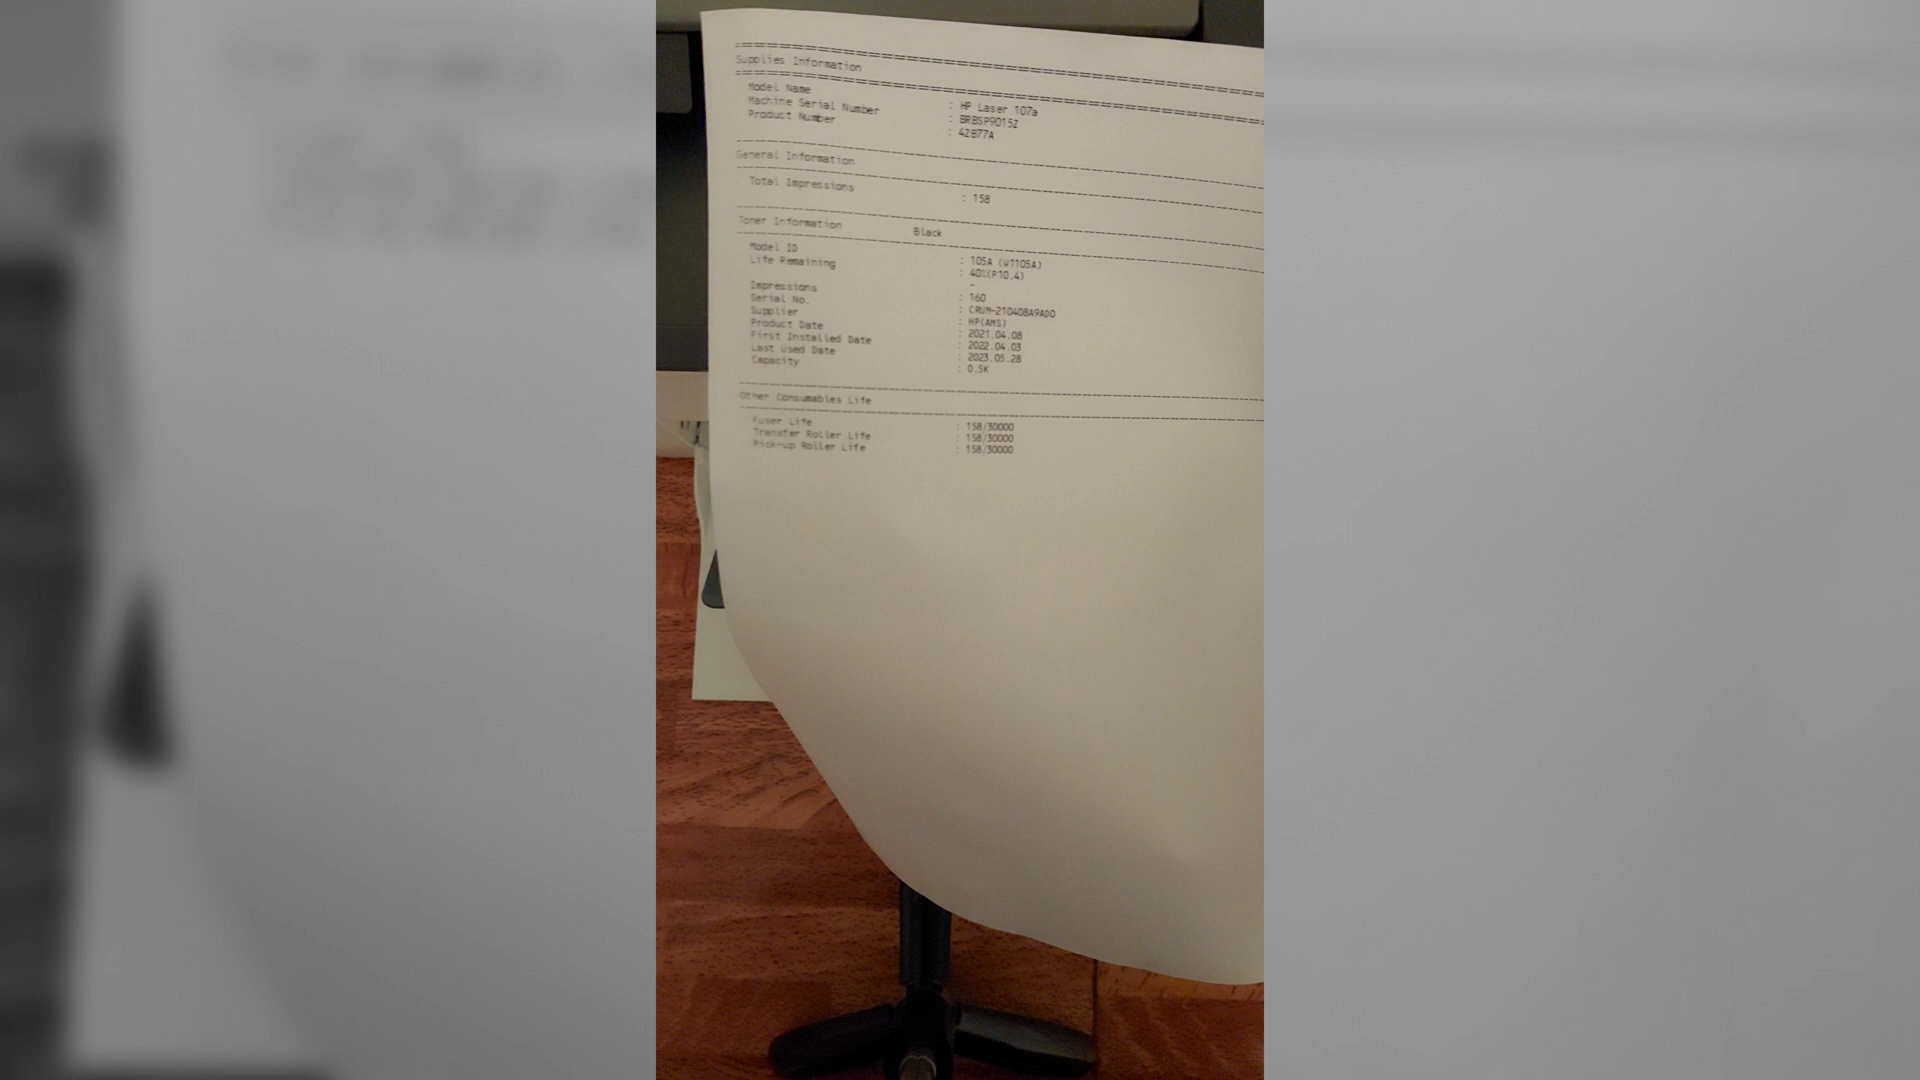 Supplies Information
Model Name : HP Laser 107a
Machine Serial Number : BRBSP9015Z
Product Number : 4ZB77A
General Information
Total Impressions : 158
Toner Information Black
Model ID : 105A (W1105A)
Life Remaining : 40%(P10.4)
-
Impressions : 160
Serial No. : CRUM-210408A9AD0
Supplier : HP(AMS)
Product Date : 2021.04.08
First Installed Date : 2022.04.03
Last Used Date : 2023.05.28
Capacity : 0.5K
Other Consumables Life
Fuser Life : 158/30000
Transfer Roller Life : 158/30000
Pick-up Roller Life : 158/30000